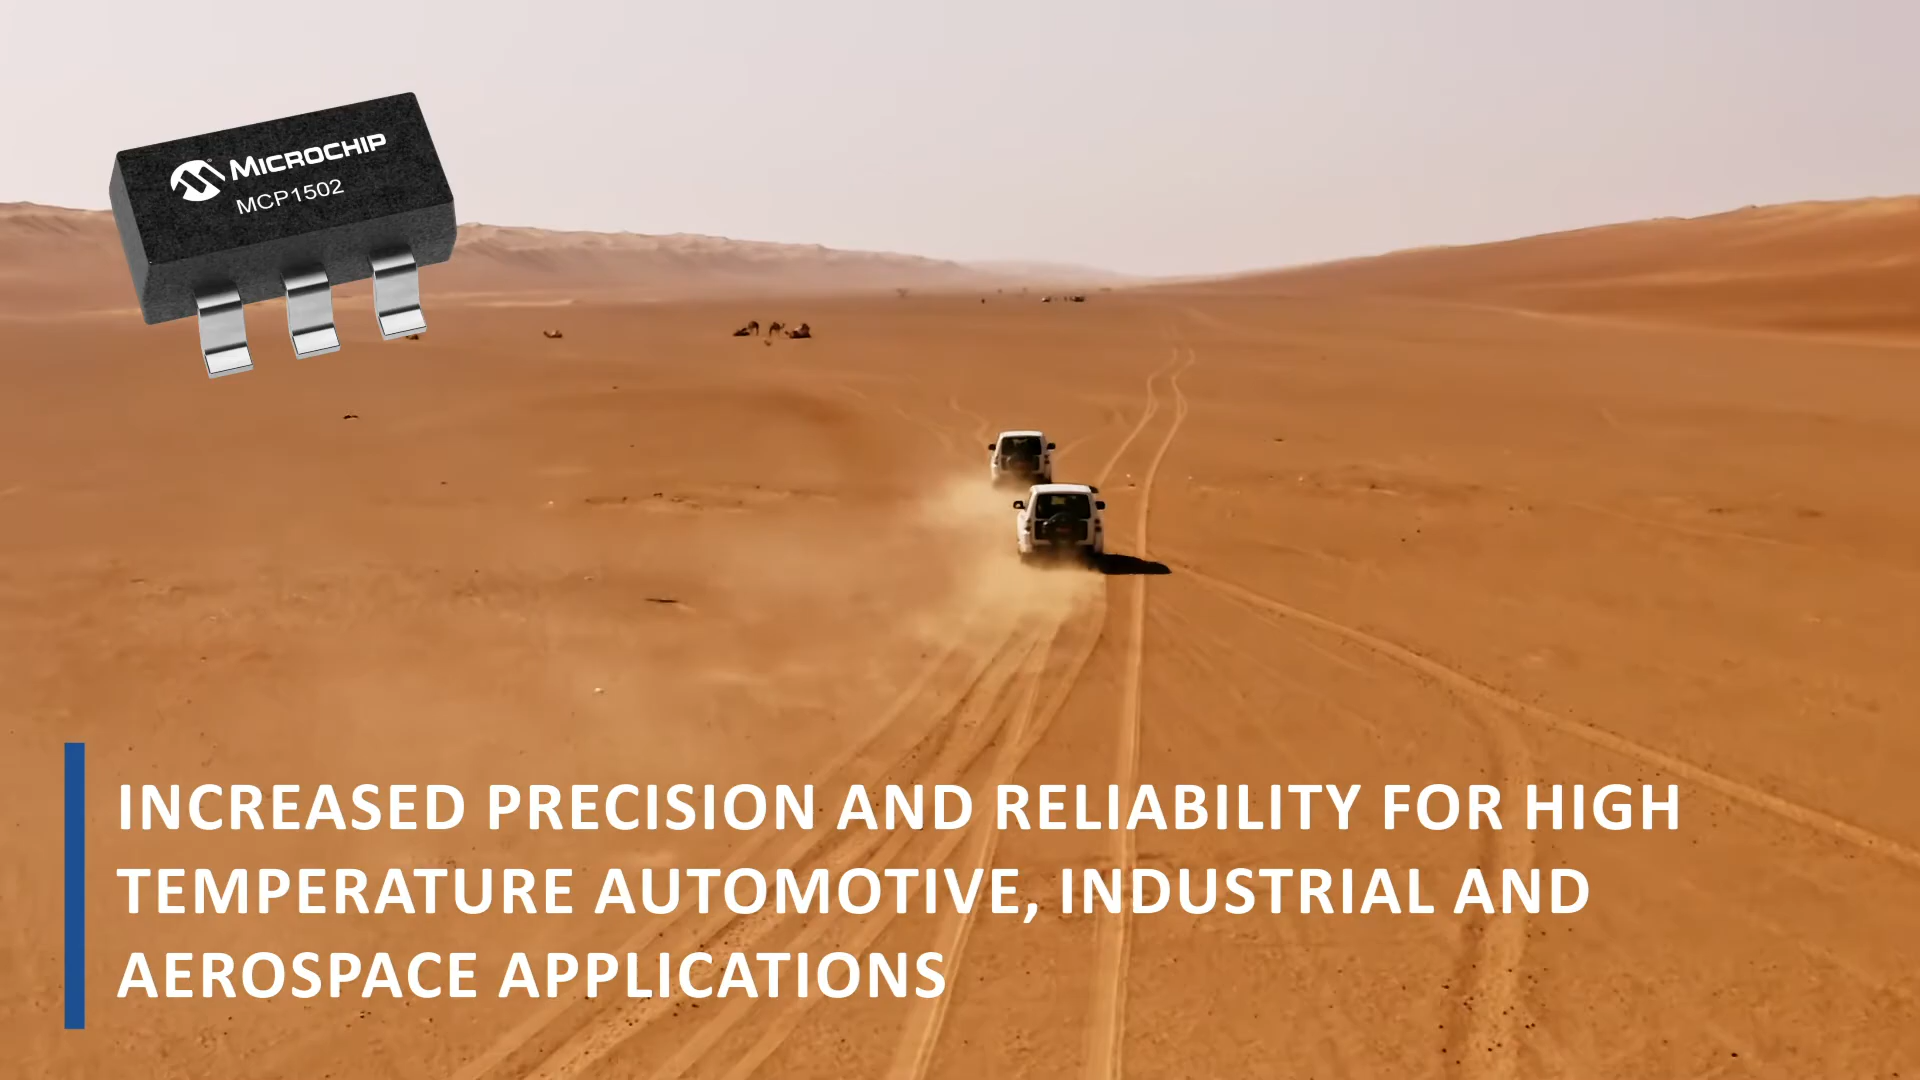 MICROCHIP
MCP1502
INCREASED PRECISION AND RELIABILITY FOR HIGH
TEMPERATURE AUTOMOTIVE, INDUSTRIAL AND
AEROSPACE APPLICATIONS